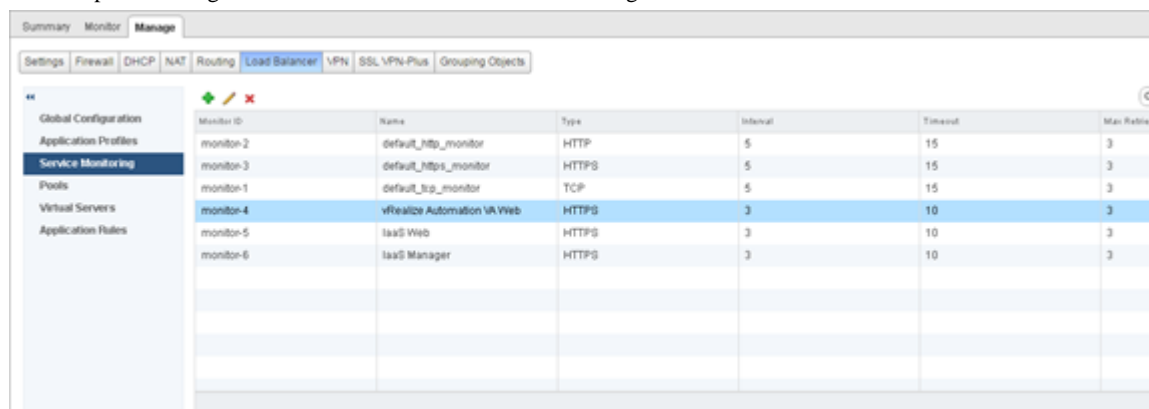 Summary Monitor Manage
Settings Firewall DHCP NAT Routing Load Balancer VPN SSL VPN-Plus Grouping Objects
Global Configuration
Application Profiles
Service Monitoring
Pools
Virtual Servers
Application Rules
Monitor ID Name Type Interval Timeout Max Retrie
monitor-2 default_http_monitor HTTP 5 15 3
monitor-3 default_https_monitor HTTPS 5 15 3
monitor-1 default_tcp_monitor TCP 5 15 3
monitor-4 vRealize Automation VA Web HTTPS 3 10 3
monitor-5 IaaS Web HTTPS 3 10 3
monitor-6 IaaS Manager HTTPS 3 10 3